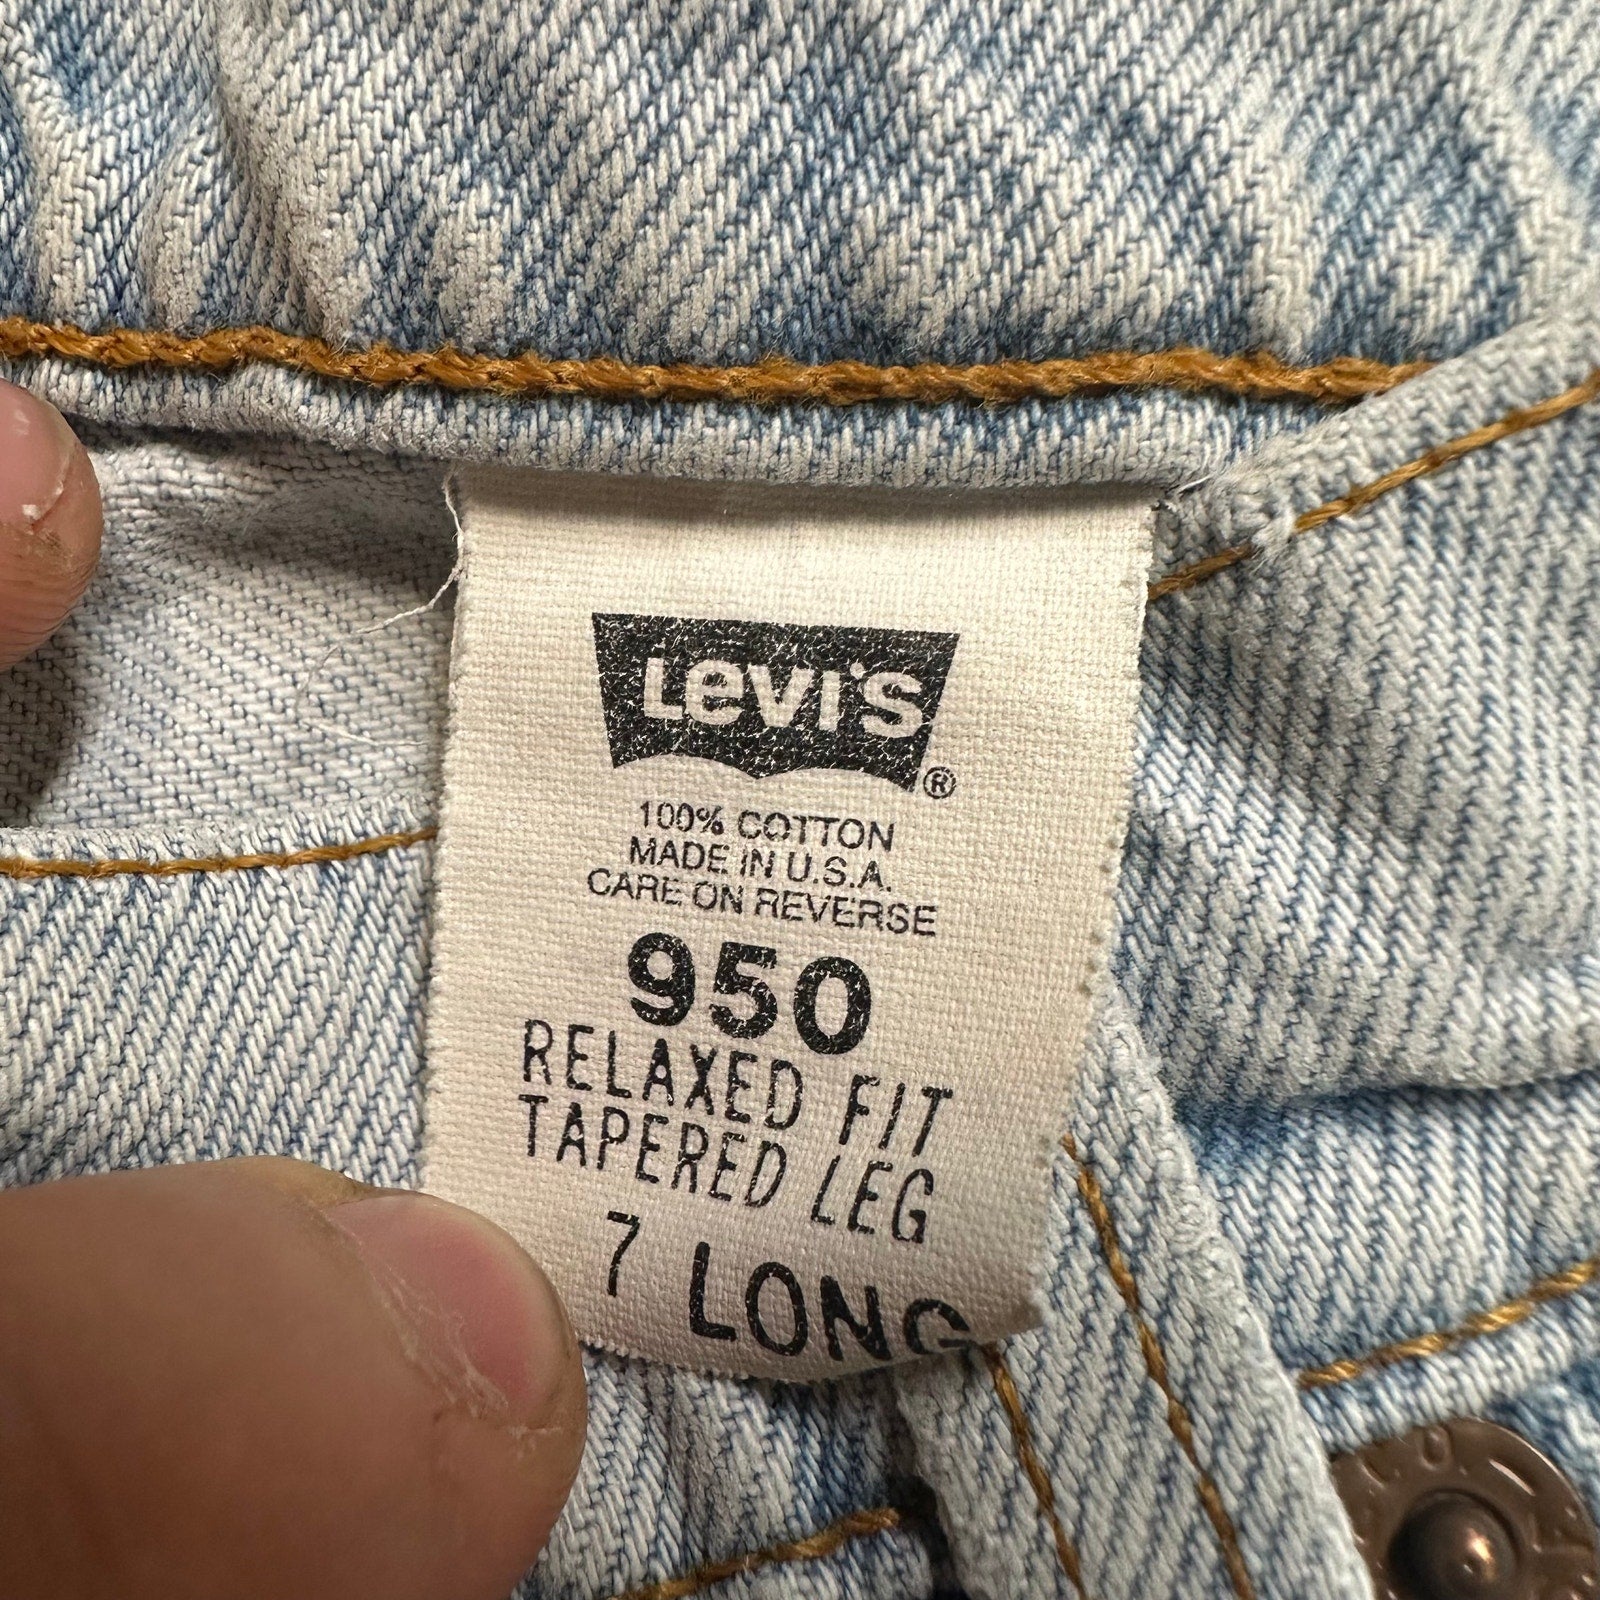 Levi's
®
100% COTTON
MADE IN U.S.A.
CARE ON REVERSE
950
RELAXED FIT
TAPERED LEG
7 LONG